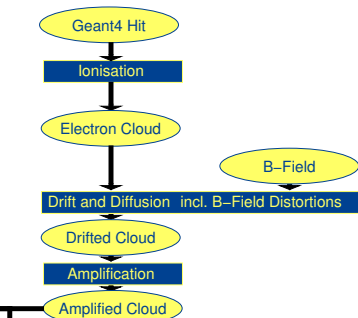 Geant4 Hit
Ionisation
Electron Cloud
B−Field
Drift and Diffusion incl. B−Field Distortions
Drifted Cloud
Amplification
Amplified Cloud